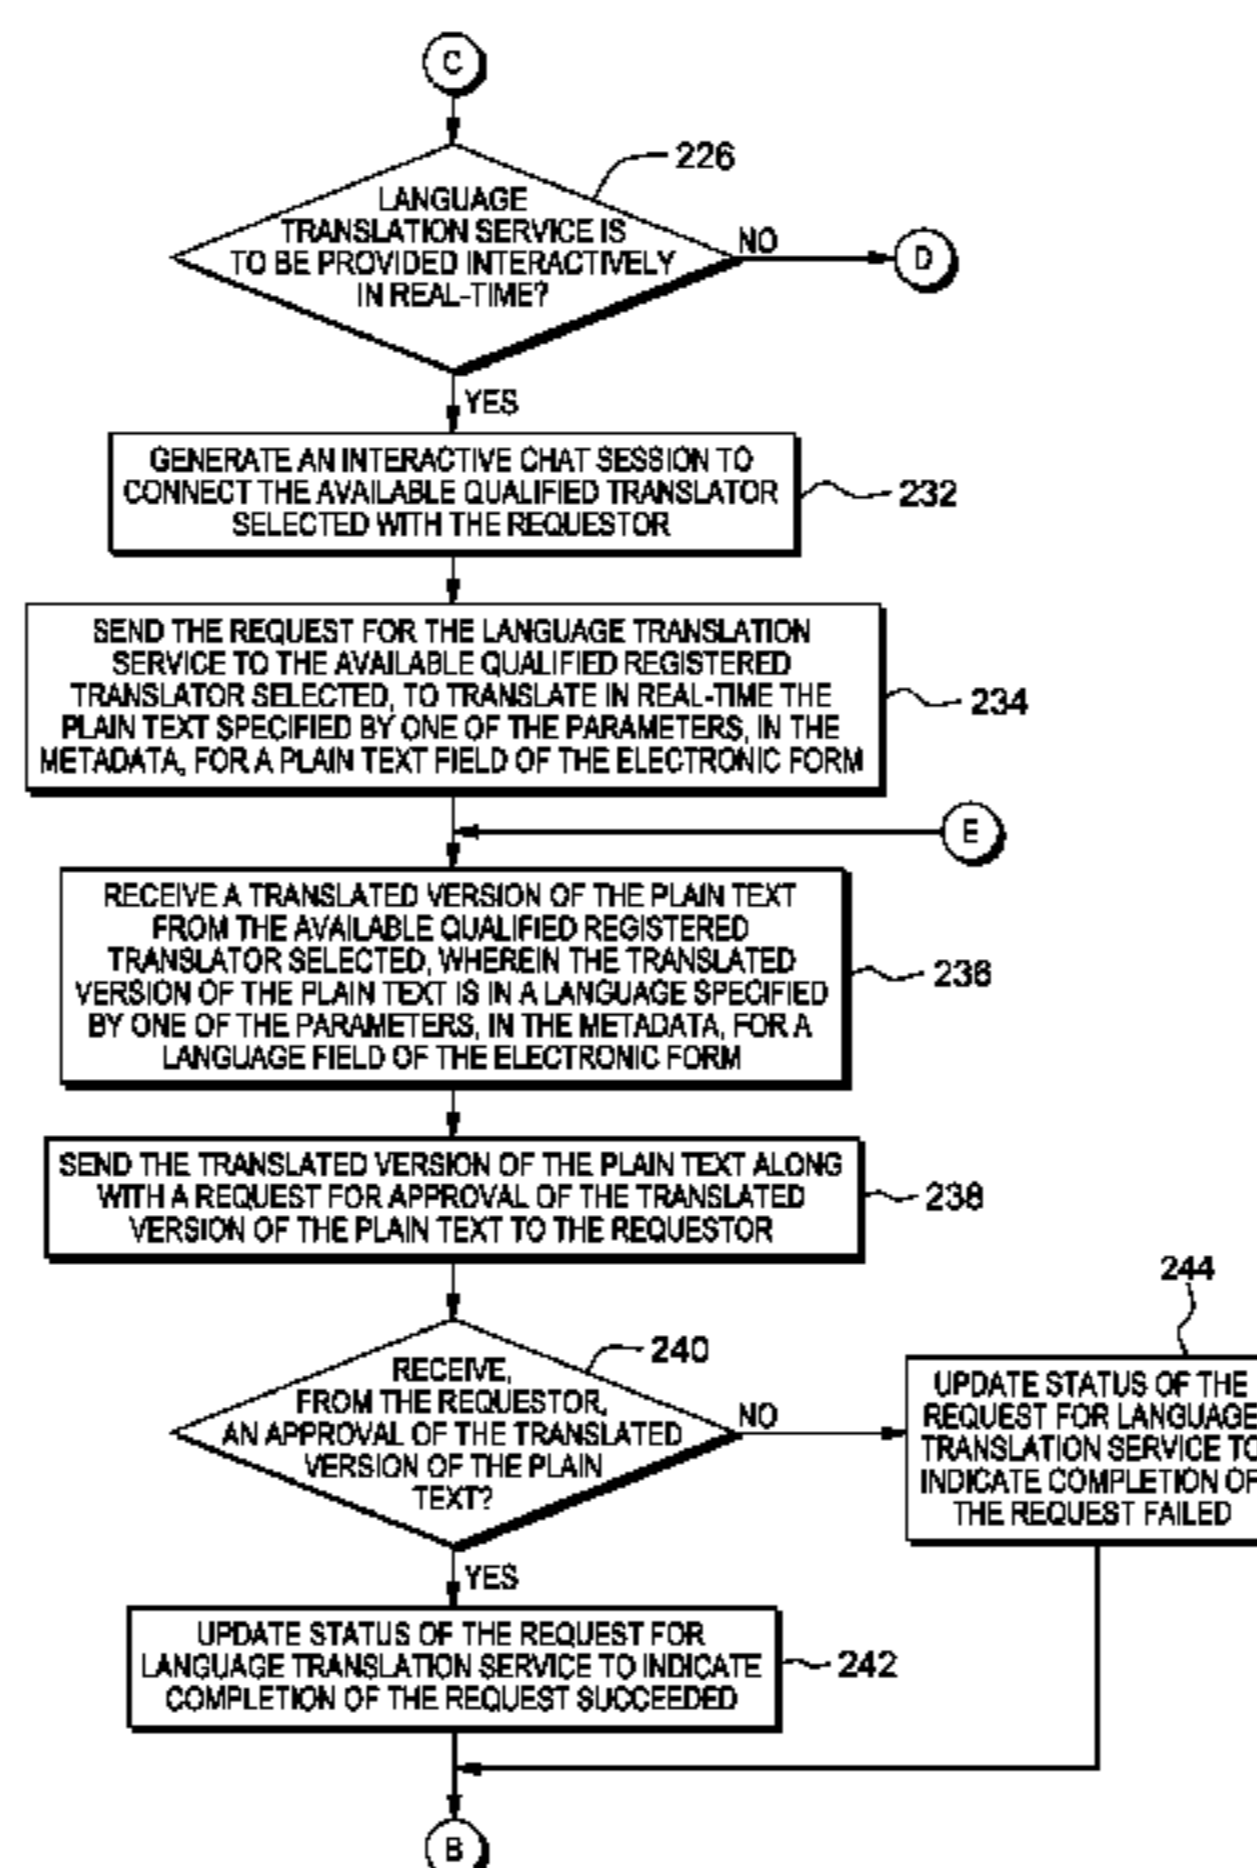 C
226
LANGUAGE
TRANSLATION SERVICE IS
TO BE PROVIDED INTERACTIVELY
IN REAL-TIME?
NO
D
YES
GENERATE AN INTERACTIVE CHAT SESSION TO
CONNECT THE AVAILABLE QUALIFIED TRANSLATOR
SELECTED WITH THE REQUESTOR
232
SEND THE REQUEST FOR THE LANGUAGE TRANSLATION
SERVICE TO THE AVAILABLE QUALIFIED REGISTERED
TRANSLATOR SELECTED, TO TRANSLATE IN REAL-TIME THE
PLAIN TEXT SPECIFIED BY ONE OF THE PARAMETERS, IN THE
METADATA, FOR A PLAIN TEXT FIELD OF THE ELECTRONIC FORM
234
E
RECEIVE A TRANSLATED VERSION OF THE PLAIN TEXT
FROM THE AVAILABLE QUALIFIED REGISTERED
TRANSLATOR SELECTED, WHEREIN THE TRANSLATED
VERSION OF THE PLAIN TEXT IS IN A LANGUAGE SPECIFIED
BY ONE OF THE PARAMETERS, IN THE METADATA, FOR A
LANGUAGE FIELD OF THE ELECTRONIC FORM
236
SEND THE TRANSLATED VERSION OF THE PLAIN TEXT ALONG
WITH A REQUEST FOR APPROVAL OF THE TRANSLATED
VERSION OF THE PLAIN TEXT TO THE REQUESTOR
238
240
RECEIVE,
FROM THE REQUESTOR,
AN APPROVAL OF THE TRANSLATED
VERSION OF THE PLAIN
TEXT?
NO
244
UPDATE STATUS OF THE
REQUEST FOR LANGUAGE
TRANSLATION SERVICE TO
INDICATE COMPLETION OF
THE REQUEST FAILED
YES
UPDATE STATUS OF THE REQUEST FOR
LANGUAGE TRANSLATION SERVICE TO INDICATE
COMPLETION OF THE REQUEST SUCCEEDED
242
B